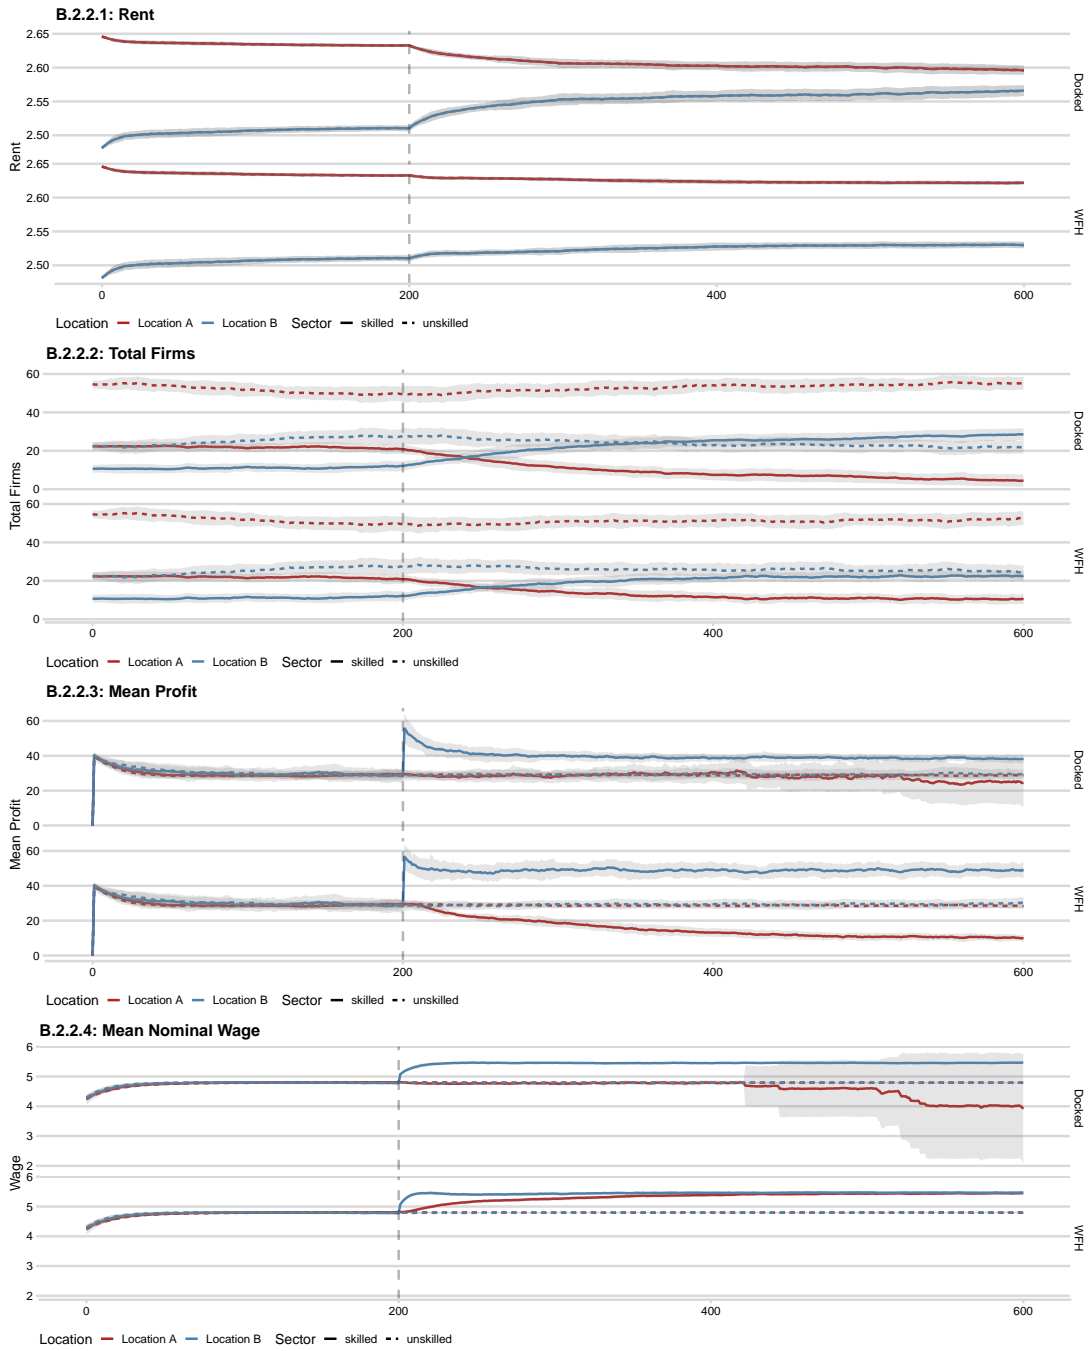 B.2.2.1: Rent
2.65
2.60
2.55
2.50
Docked
Rent
2.65
2.60
2.55
2.50
WFH
0 200 400 600
Location Location A Location B Sector skilled unskilled
B.2.2.2: Total Firms
60
40
20
0
Docked
Total Firms
60
40
20
0
WFH
0 200 400 600
Location Location A Location B Sector skilled unskilled
B.2.2.3: Mean Profit
60
40
20
0
Docked
Mean Profit
60
40
20
0
WFH
0 200 400 600
Location Location A Location B Sector skilled unskilled
B.2.2.4: Mean Nominal Wage
6
5
4
3
2
Docked
Wage
6
5
4
3
2
WFH
0 200 400 600
Location Location A Location B Sector skilled unskilled